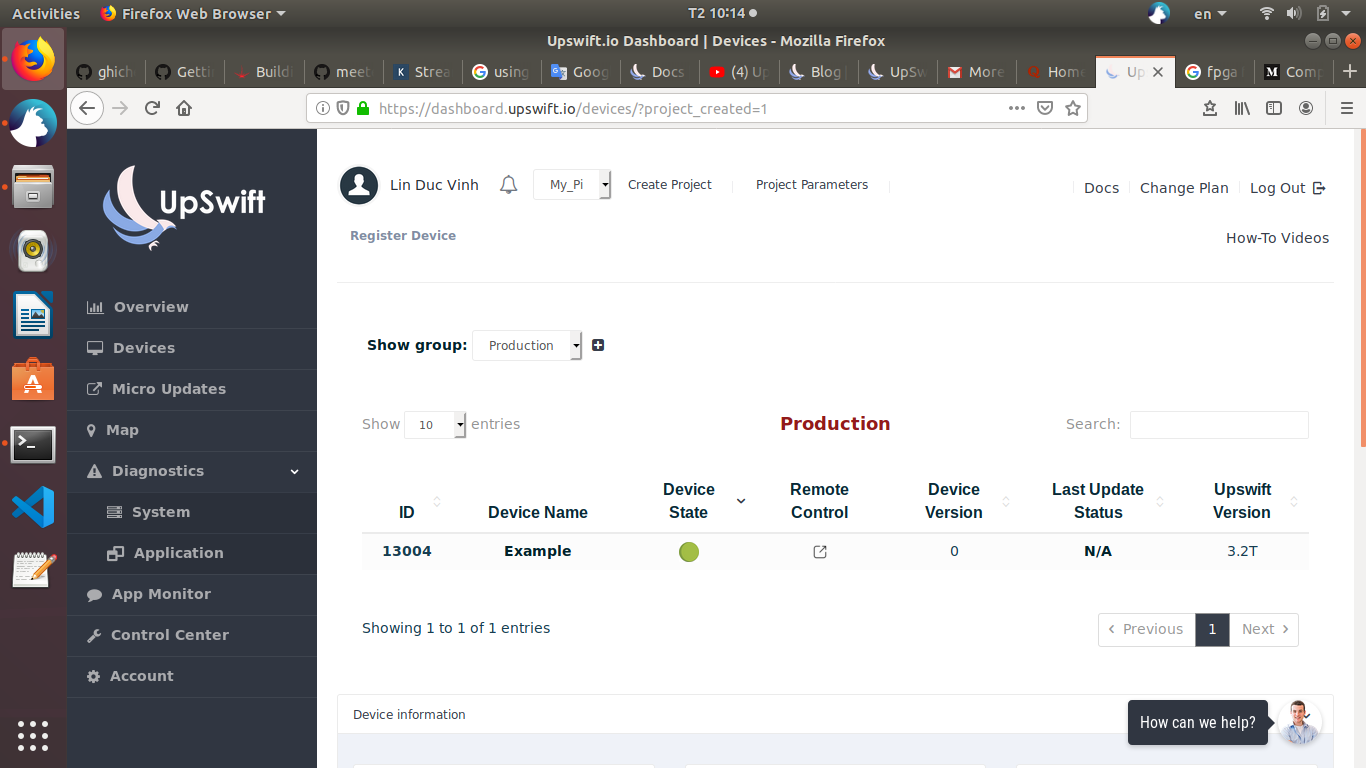 Activities Firefox Web Browser T2 10:14 en
Upswift.io Dashboard | Devices - Mozilla Firefox
ghich Getti Buildi meet Strea using Goog Docs (4) Up Blog UpSw More Home Up fpga Comp
https://dashboard.upswift.io/devices/?project_created=1
UpSwift
Lin Duc Vinh My_Pi Create Project Project Parameters Docs Change Plan Log Out
Register Device How-To Videos
Overview
Devices
Micro Updates
Map
Diagnostics
System
Application
App Monitor
Control Center
Account
Show group: Production
Show 10 entries Production Search:
ID Device Name Device State Remote Control Device Version Last Update Status Upswift Version
13004 Example 0 N/A 3.2T
Showing 1 to 1 of 1 entries Previous 1 Next
Device information
How can we help?